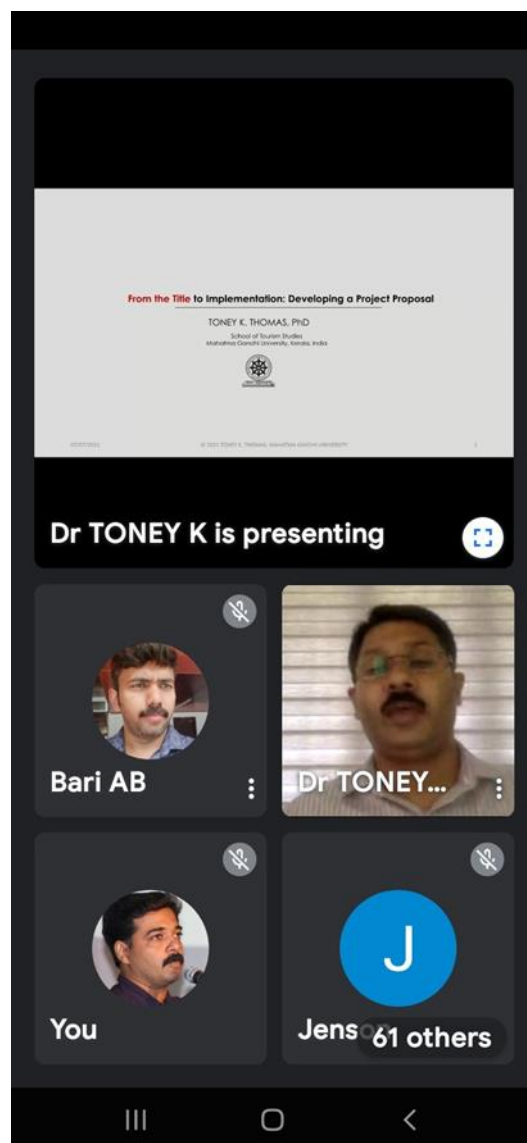 From the Title to Implementation: Developing a Project Proposal
TONEY K. THOMAS, PhD
School of Tourism Studies
Mahatma Gandhi University, Kerala, India
Dr TONEY K is presenting
Bari AB
Dr TONEY...
You
Jens
61 others
J